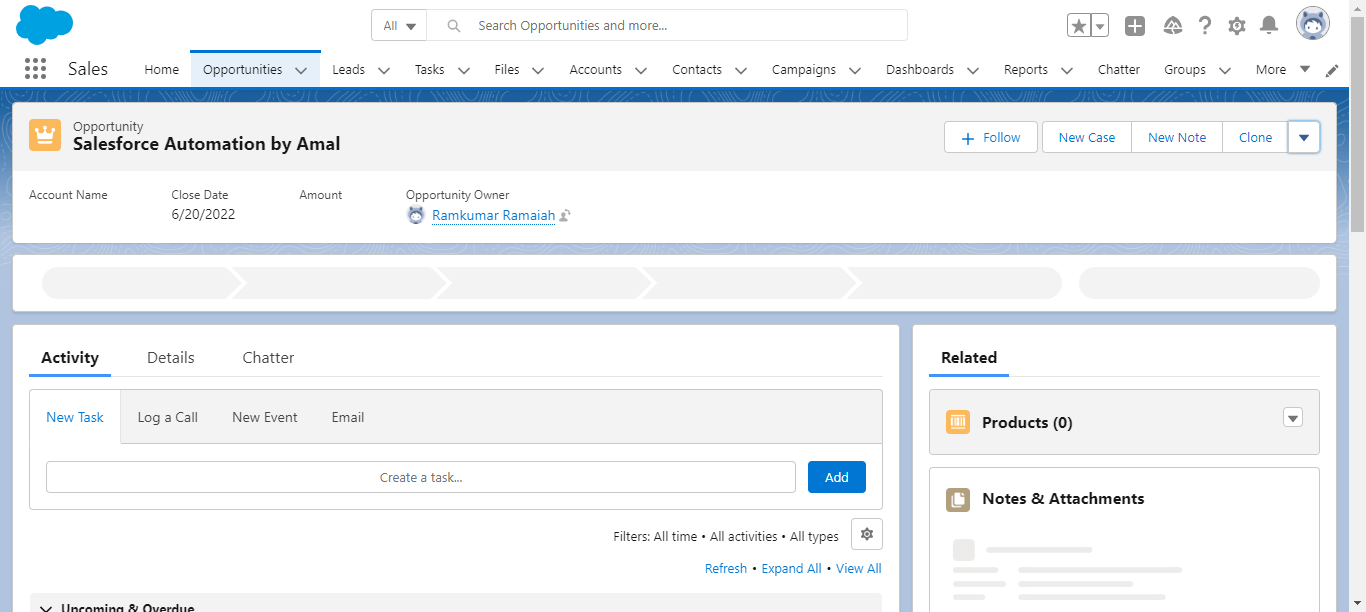 All
Search Opportunities and more...
Sales
Home
Opportunities
Leads
Tasks
Files
Accounts
Contacts
Campaigns
Dashboards
Reports
Chatter
Groups
More
Opportunity
Salesforce Automation by Amal
Follow
New Case
New Note
Clone
Account Name
Close Date
Amount
Opportunity Owner
6/20/2022
Ramkumar Ramaiah
Activity
Details
Chatter
Related
New Task
Log a Call
New Event
Email
Products (0)
Create a task...
Add
Notes & Attachments
Filters: All time • All activities • All types
Refresh • Expand All • View All
Upcoming & Overdue